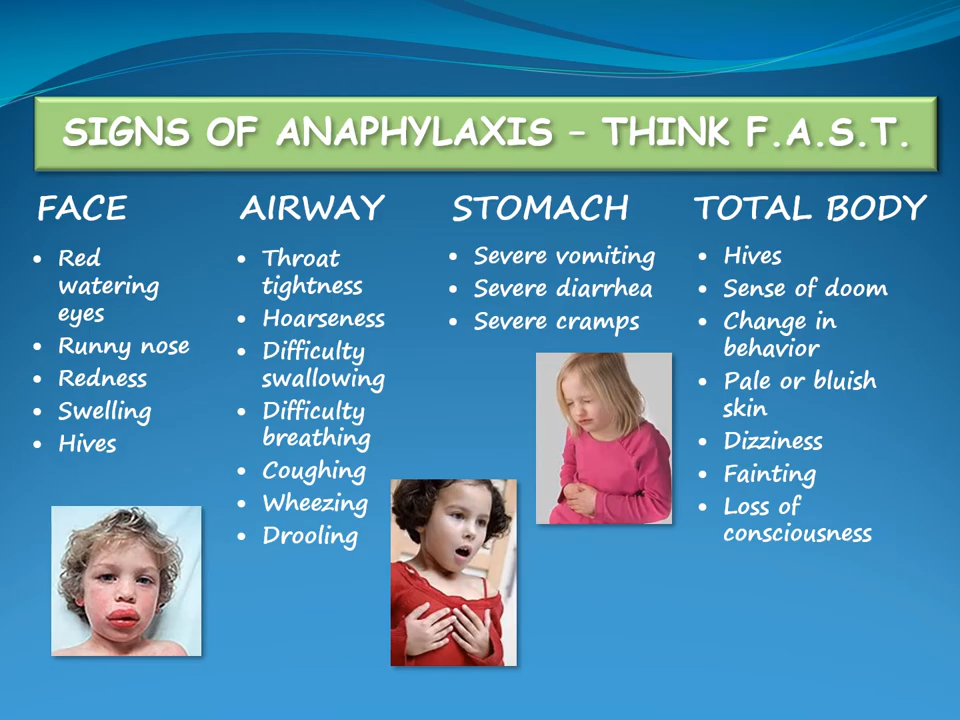 SIGNS OF ANAPHYLAXIS – THINK F.A.S.T.
FACE
• Red
watering
eyes
• Runny nose
• Redness
• Swelling
• Hives
AIRWAY
• Throat
tightness
• Hoarseness
• Difficulty
swallowing
• Difficulty
breathing
• Coughing
• Wheezing
• Drooling
STOMACH
• Severe vomiting
• Severe diarrhea
• Severe cramps
TOTAL BODY
• Hives
• Sense of doom
• Change in
behavior
• Pale or bluish
skin
• Dizziness
• Fainting
• Loss of
consciousness